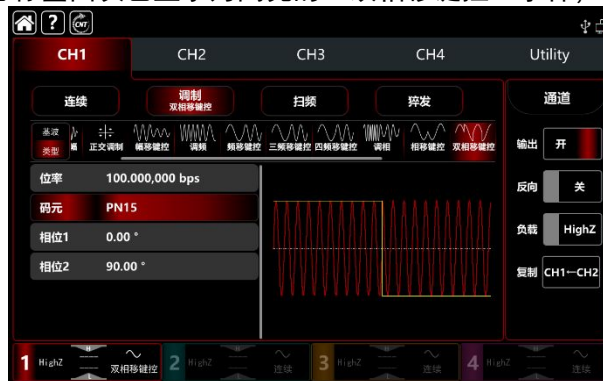 ? CNT
CH1 CH2 CH3 CH4 Utility
连续 调制 扫频 猝发 通道
双相移键控
基波
类型 幅 正交调制 幅移键控 调频 频移键控 三频移键控 四频移键控 调相 相移键控 双相移键控
输出 开
位率 100.000,000 bps
反向 关
码元 PN15
相位1 0.00 °
负载 HighZ
相位2 90.00 °
复制 CH1←CH2
1 HighZ 双相移键控 2 HighZ 连续 3 HighZ 连续 4 HighZ 连续